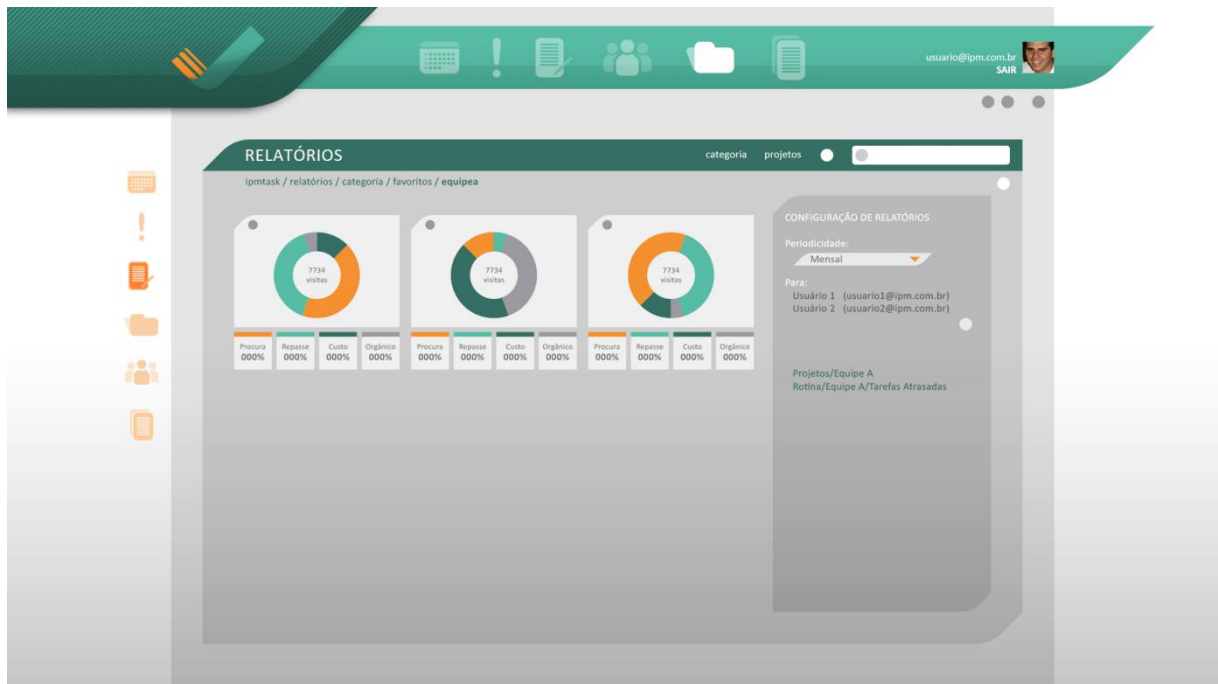 usuario@ipm.com.br
SAIR
RELATÓRIOS
categoria projetos
ipmtask / relatórios / categoria / favoritos / equipea
7734
visitas
7734
visitas
7734
visitas
Procura Repasse Custo Orgânico
000% 000% 000% 000%
Procura Repasse Custo Orgânico
000% 000% 000% 000%
Procura Repasse Custo Orgânico
000% 000% 000% 000%
CONFIGURAÇÃO DE RELATÓRIOS
Periodicidade:
Mensal
Para:
Usuário 1 (usuario1@ipm.com.br)
Usuário 2 (usuario2@ipm.com.br)
Projetos/Equipe A
Rotina/Equipe A/Tarefas Atrasadas